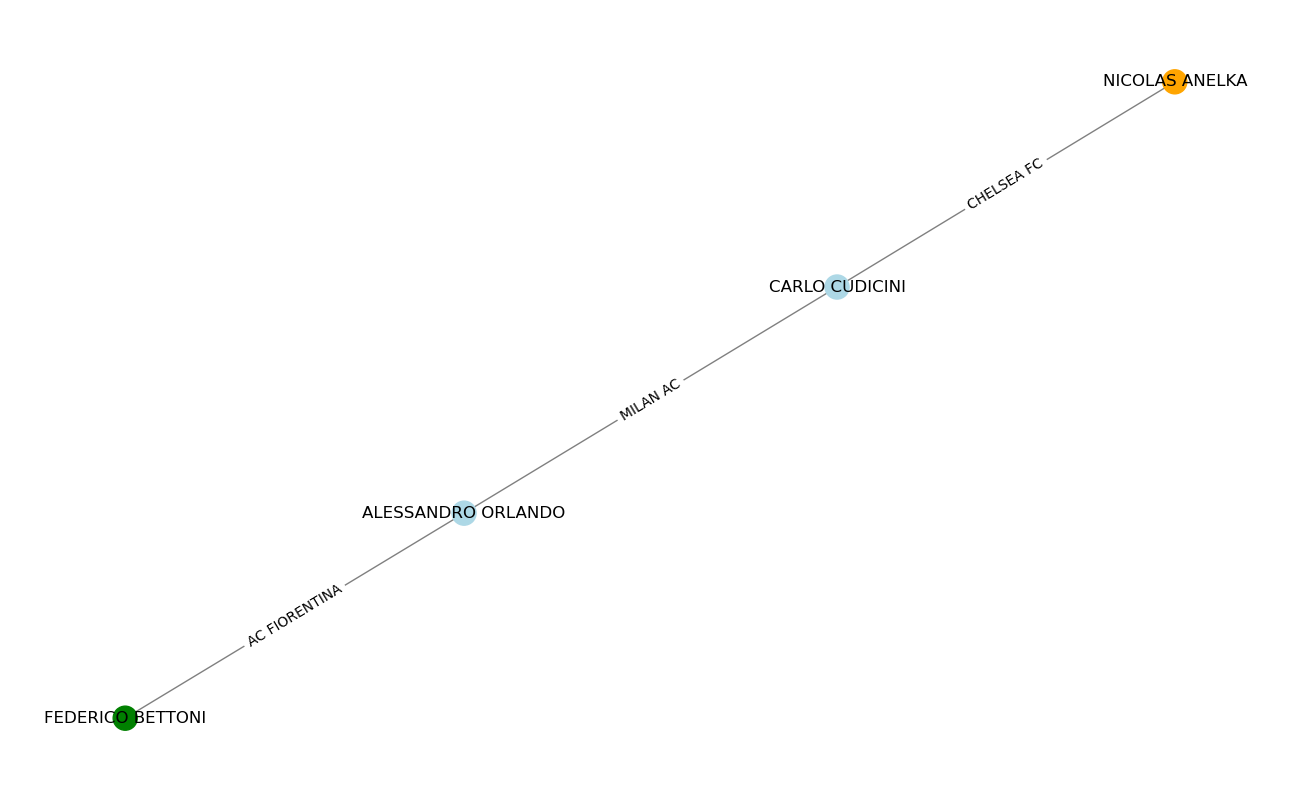 NICOLAS ANELKA
CHELSEA FC
CARLO CUDICINI
MILAN AC
ALESSANDRO ORLANDO
AC FIORENTINA
FEDERICO BETTONI